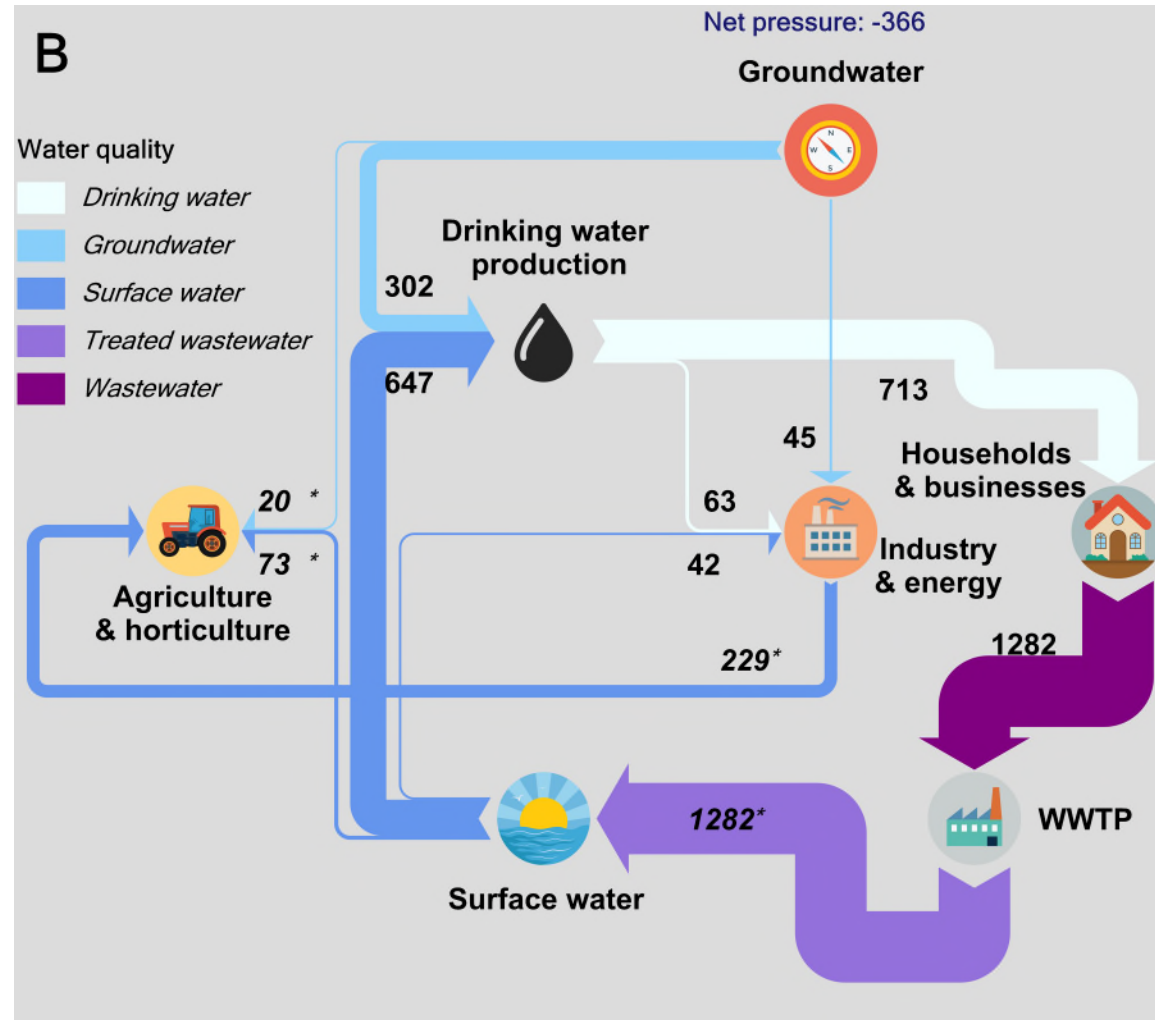 Net pressure: -366
B
Groundwater
Water quality
Drinking water
Groundwater
Surface water
Treated wastewater
Wastewater
N
W E
S
Drinking water
production
302
647
713
45
Households
& businesses
20 *
63
73 *
42
Industry
& energy
Agriculture
& horticulture
229*
1282
1282*
WWTP
Surface water